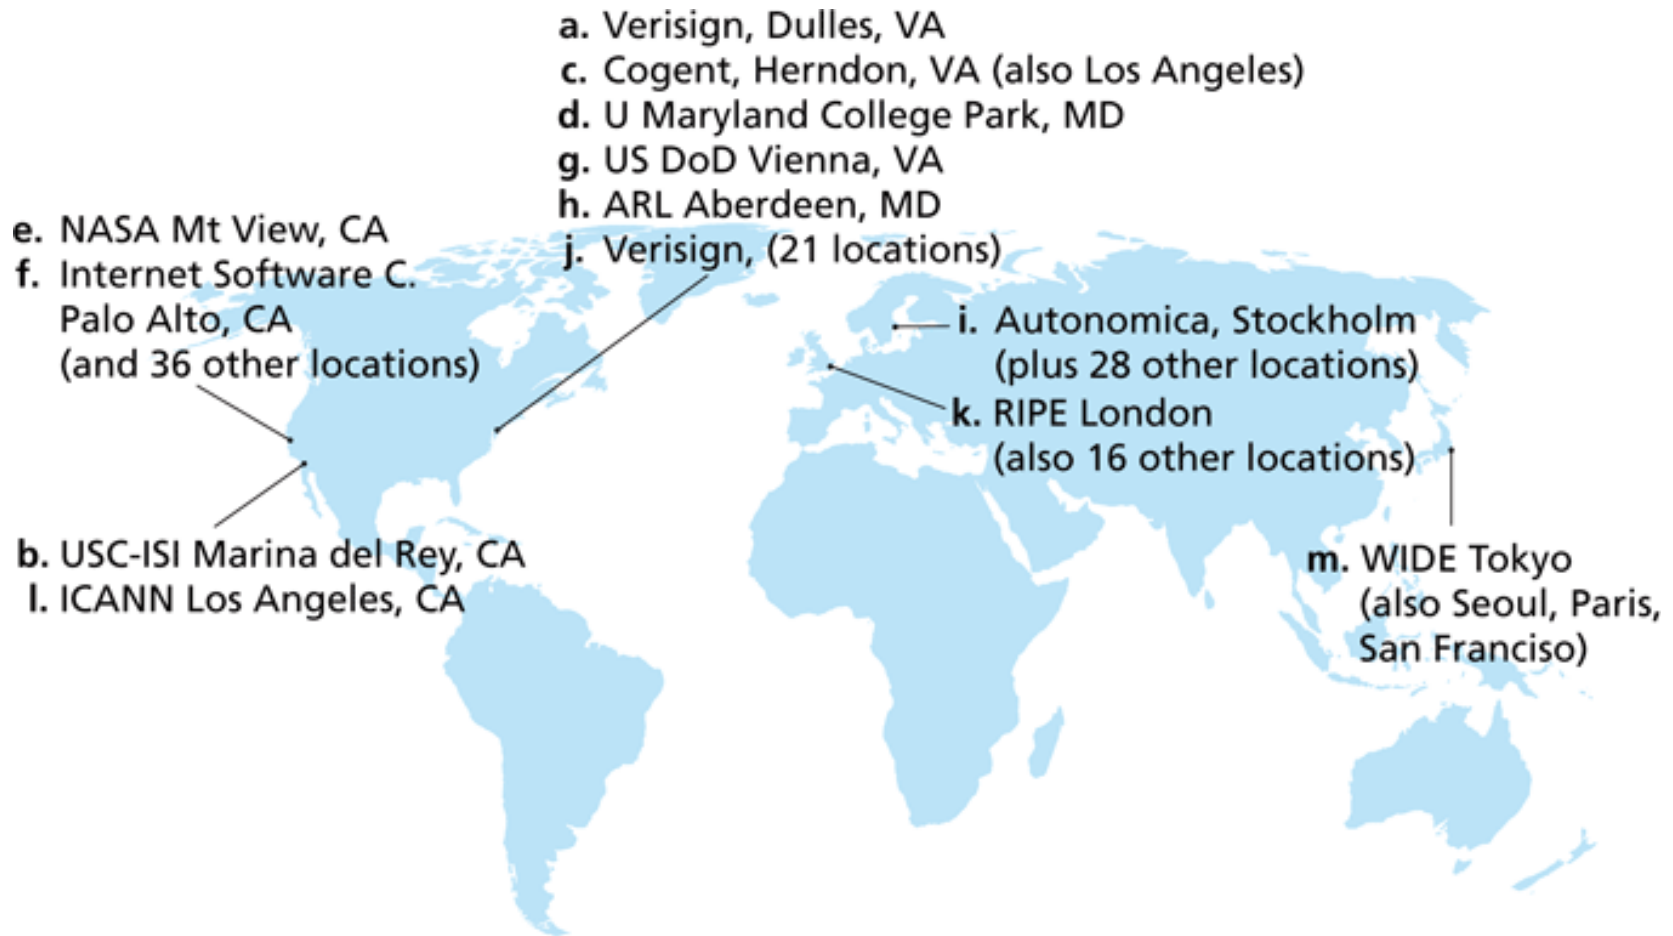 a. Verisign, Dulles, VA
c. Cogent, Herndon, VA (also Los Angeles)
d. U Maryland College Park, MD
g. US DoD Vienna, VA
h. ARL Aberdeen, MD
j. Verisign, (21 locations)
e. NASA Mt View, CA
f. Internet Software C.
Palo Alto, CA
(and 36 other locations)
i. Autonomica, Stockholm
(plus 28 other locations)
k. RIPE London
(also 16 other locations)
b. USC-ISI Marina del Rey, CA
l. ICANN Los Angeles, CA
m. WIDE Tokyo
(also Seoul, Paris,
San Franciso)